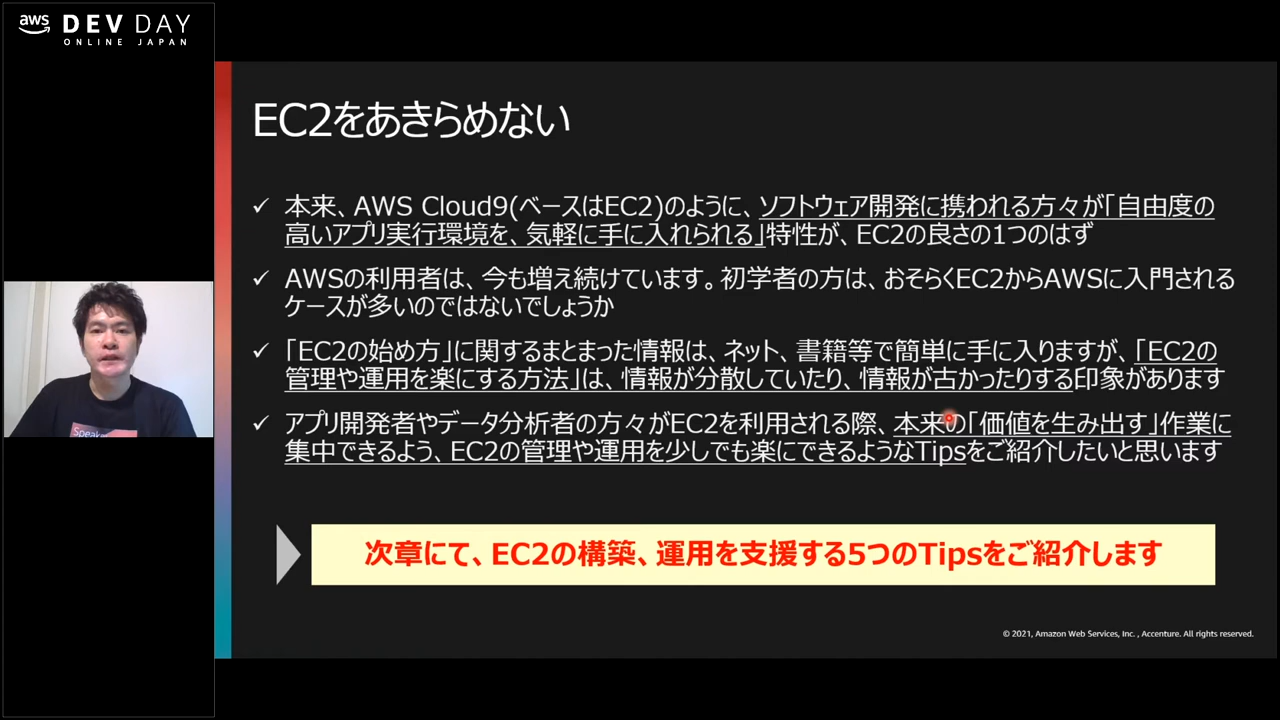 aws DEV DAY
ONLINE JAPAN
EC2をあきらめない
✓ 本来、AWS Cloud9(ベースはEC2)のように、ソフトウェア開発に携われる方々が「自由度の
高いアプリ実行環境を、気軽に手に入れられる」特性が、EC2の良さの1つのはず
✓ AWSの利用者は、今も増え続けています。初学者の方は、おそらくEC2からAWSに入門される
ケースが多いのではないでしょうか
✓ 「EC2の始め方」に関するまとまった情報は、ネット、書籍等で簡単に手に入りますが、「EC2の
管理や運用を楽にする方法」は、情報が分散していたり、情報が古かったりする印象があります
✓ アプリ開発者やデータ分析者の方々がEC2を利用される際、本来の「価値を生み出す」作業に
集中できるよう、EC2の管理や運用を少しでも楽にできるようなTipsをご紹介したいと思います
次章にて、EC2の構築、運用を支援する5つのTipsをご紹介します
© 2021, Amazon Web Services, Inc. , Accenture. All rights reserved.
Speake